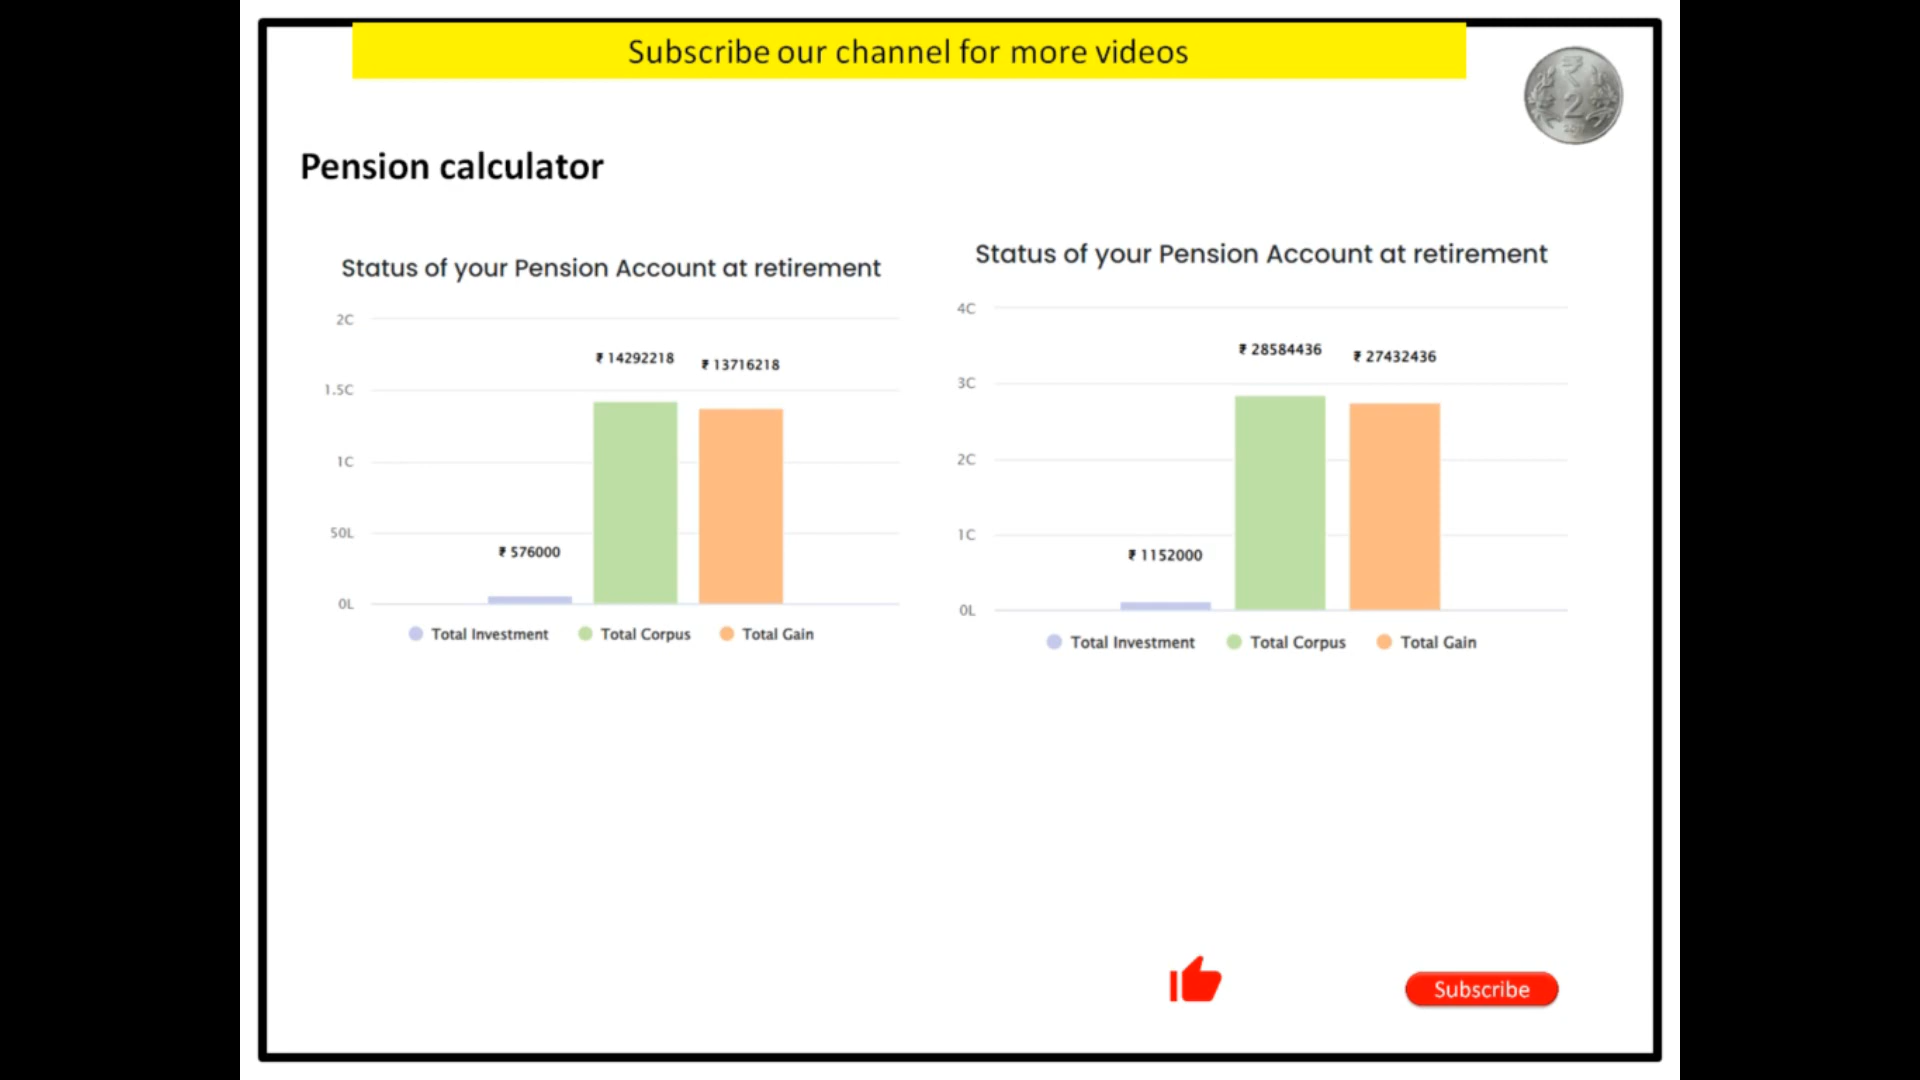 Subscribe our channel for more videos
2
Pension calculator
Status of your Pension Account at retirement
2C
1.5C
1C
50L
0L
₹ 14292218
₹ 13716218
₹ 576000
Total Investment
Total Corpus
Total Gain
Status of your Pension Account at retirement
4C
3C
2C
1C
0L
₹ 28584436
₹ 27432436
₹ 1152000
Total Investment
Total Corpus
Total Gain
Subscribe